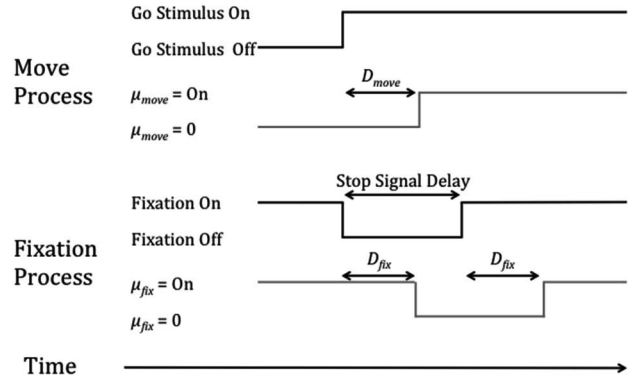 Go Stimulus On
Go Stimulus Off
Move
Process
D_move
μ_move = On
μ_move = 0
Stop Signal Delay
Fixation On
Fixation Off
Fixation
Process
D_fix D_fix
μ_fix = On
μ_fix = 0
Time